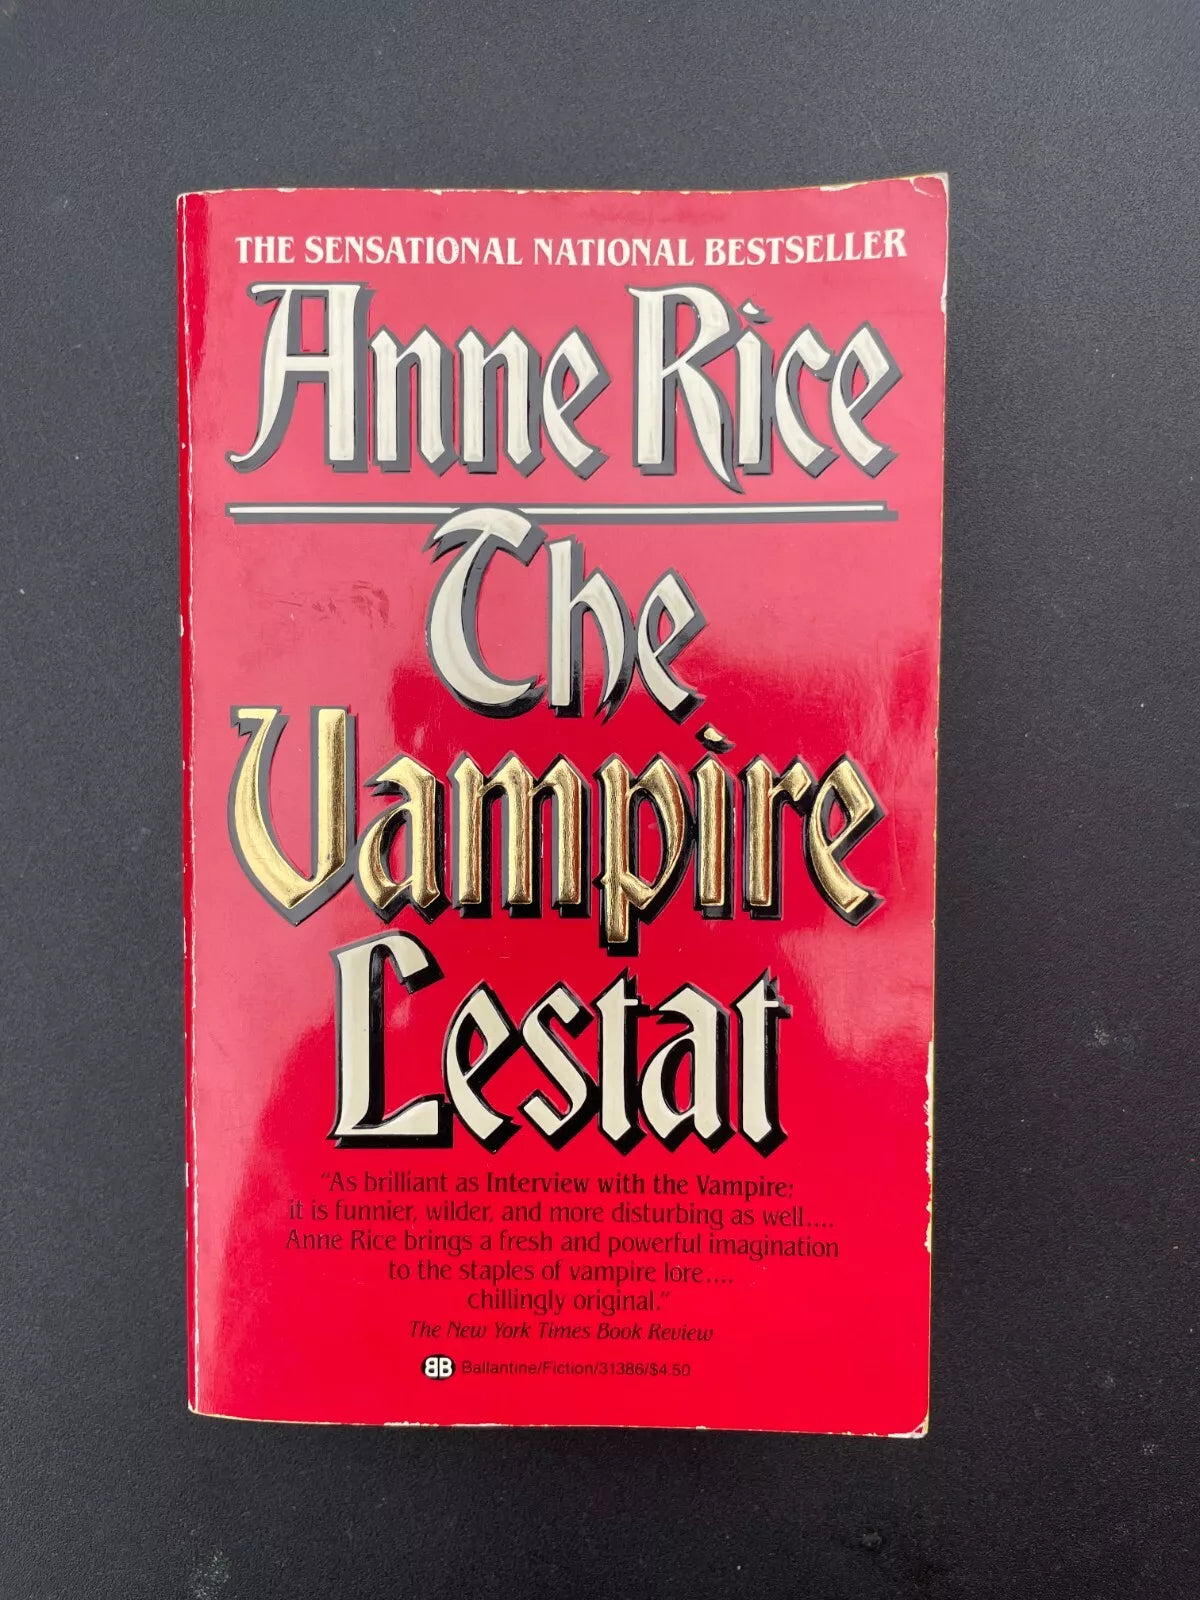 THE SENSATIONAL NATIONAL BESTSELLER
Anne Rice
The
Vampire
Lestat
"As brilliant as Interview with the Vampire;
it is funnier, wilder, and more disturbing as well....
Anne Rice brings a fresh and powerful imagination
to the staples of vampire lore....
chillingly original."
The New York Times Book Review
BB Ballantine/Fiction/31386/$4.50